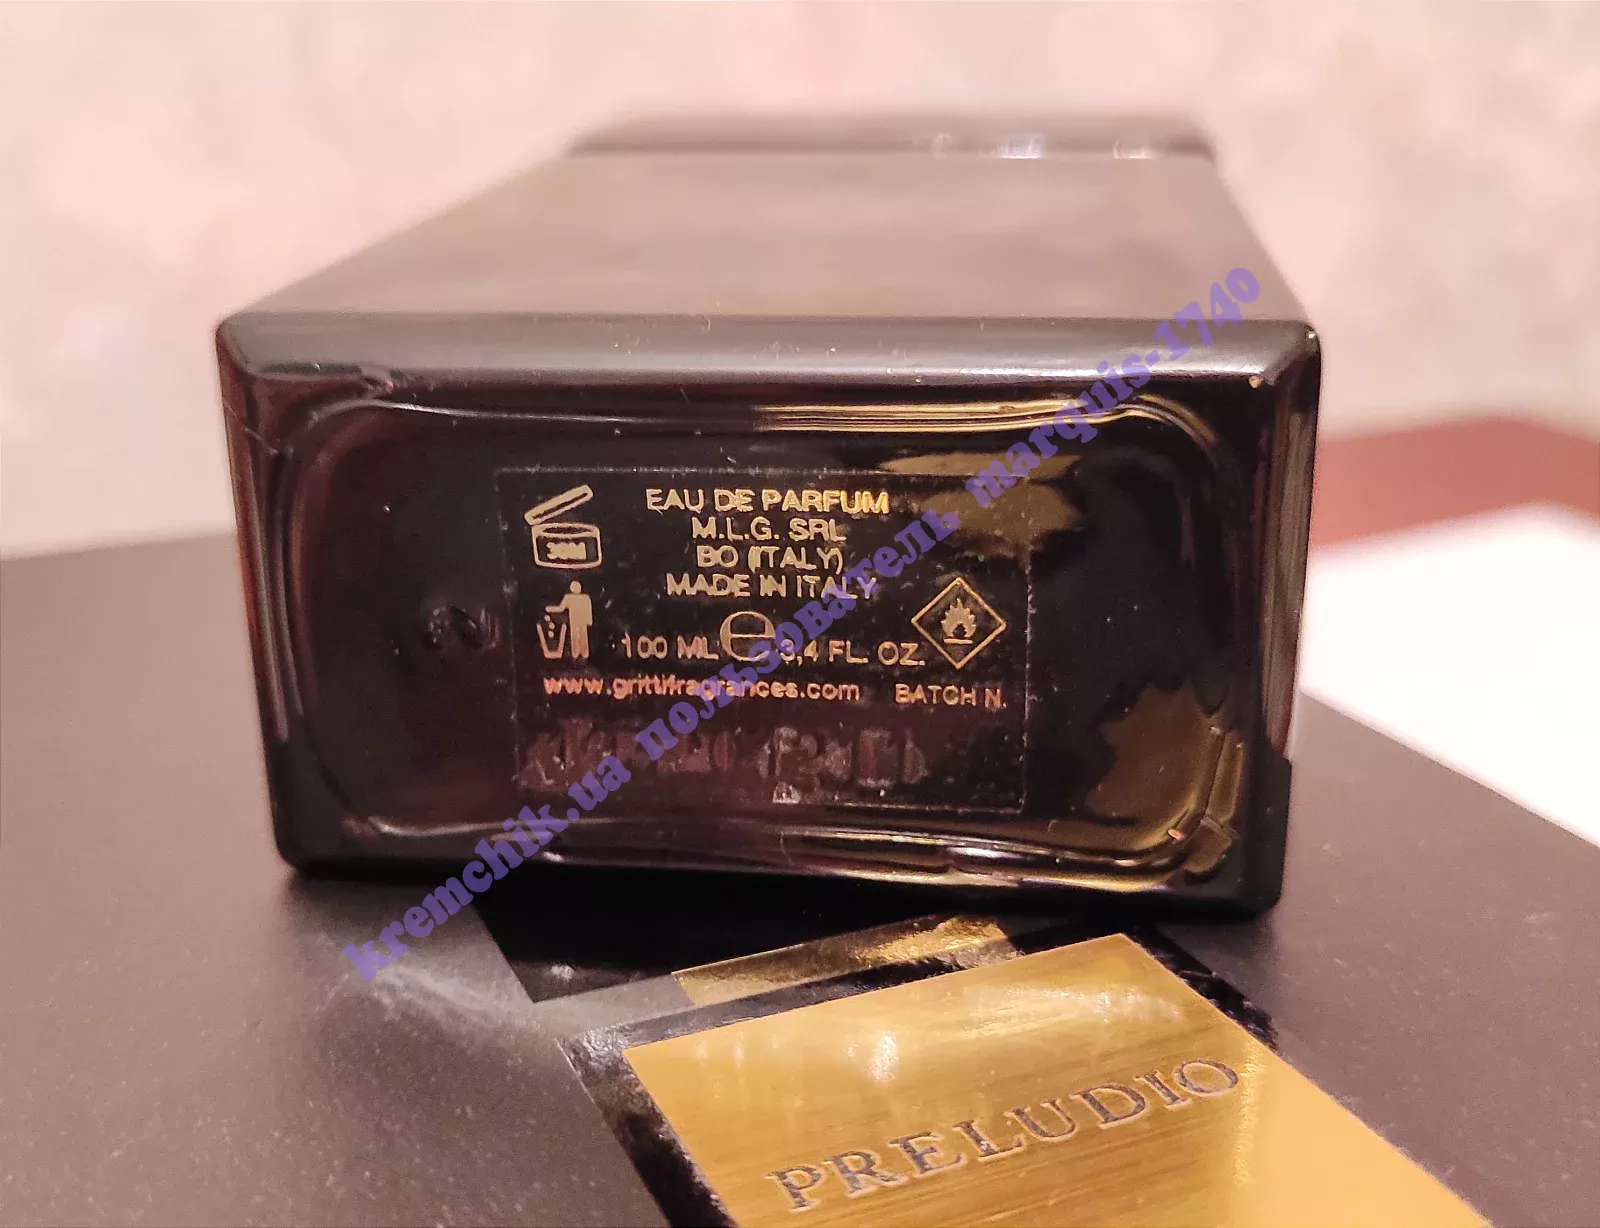 EAU DE PARFUM
M.L.G. SRL
BO (ITALY)
MADE IN ITALY
36M
100 ML ℮ 3,4 FL. OZ.
www.grittifragrances.com BATCH N.
kremchik.ua пользователь marquis-1740
PRELUDIO